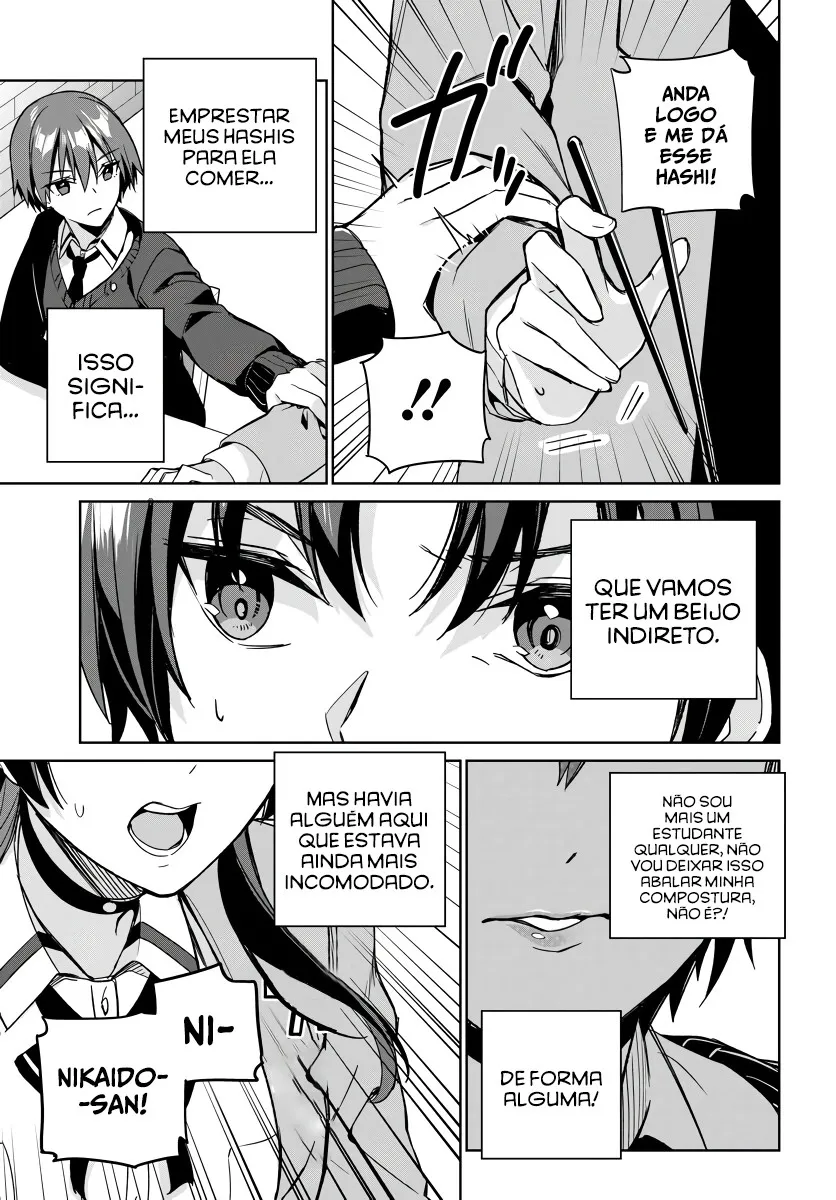 ANDA
LOGO
E ME DÁ
ESSE
HASHI!
ガッ
!!
EMPRESTAR
MEUS HASHIS
PARA ELA
COMER...
ISSO
SIGNI-
FICA...
QUE VAMOS
TER UM BEIJO
INDIRETO.
NÃO SOU
MAIS UM
ESTUDANTE
QUALQUER, NÃO
VOU DEIXAR ISSO
ABALAR MINHA
COMPOSTURA,
NÃO É?!
DE FORMA
ALGUMA!
MAS HAVIA
ALGUÉM AQUI
QUE ESTAVA
AINDA MAIS
INCOMODADO.
NI-
NIKAIDO-
-SAN!